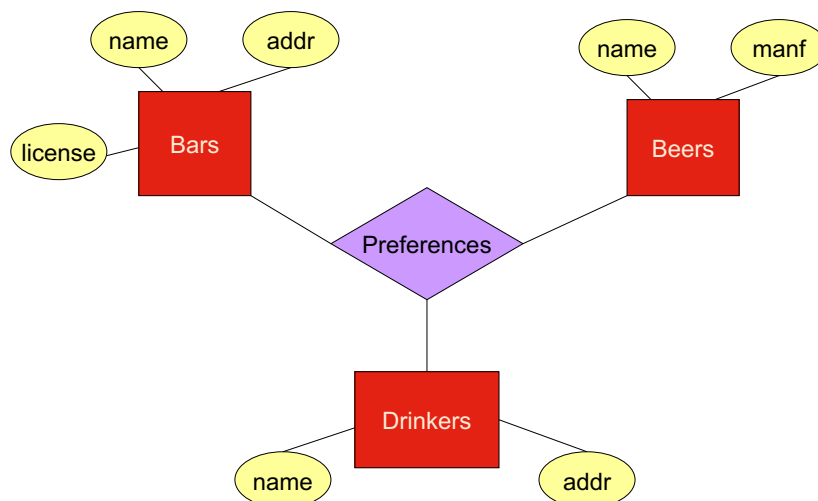 name
addr
name
manf
license
Bars
Beers
Preferences
Drinkers
name
addr